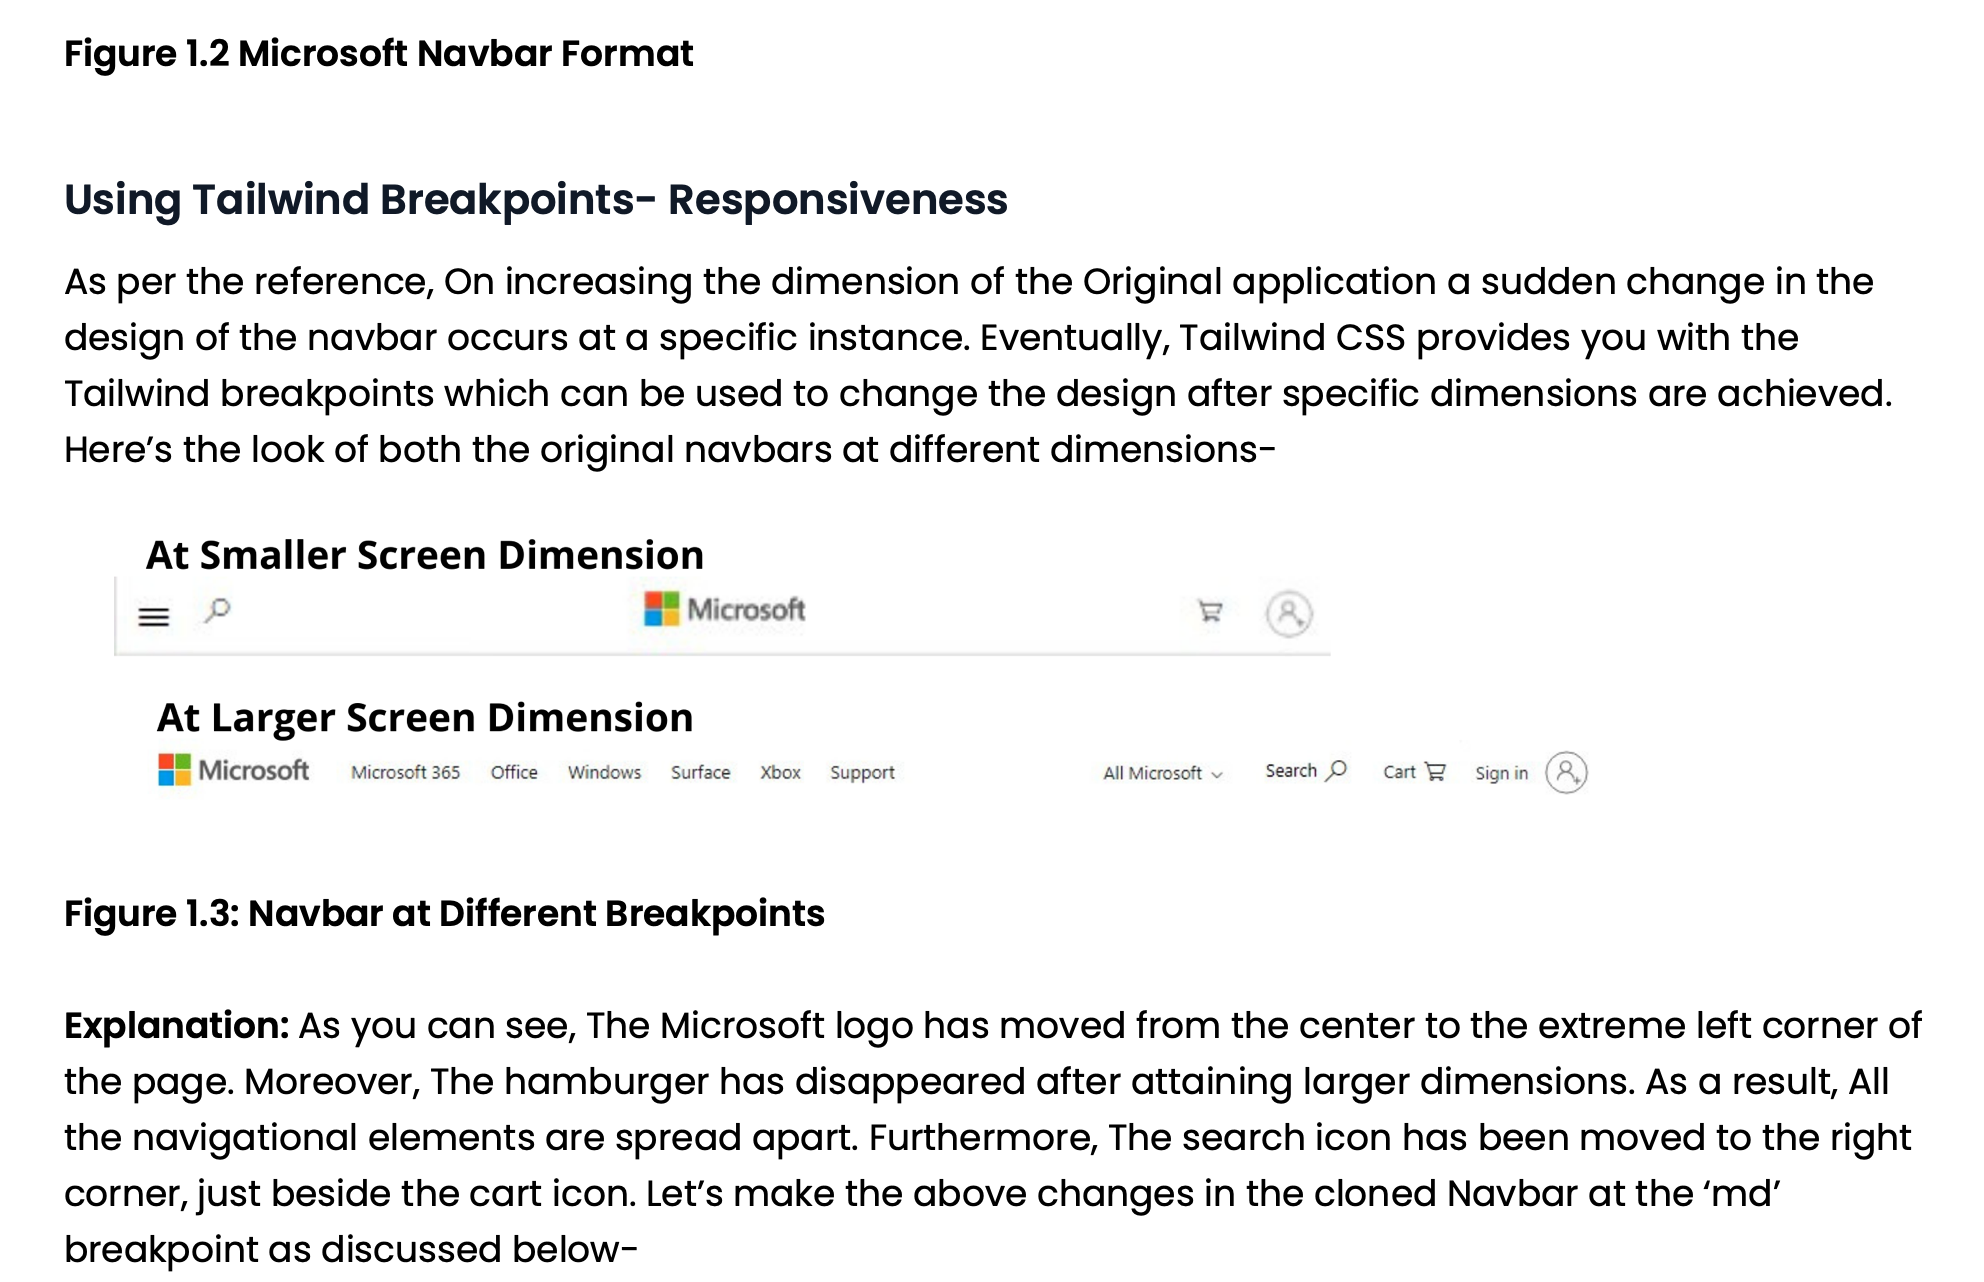 Figure 1.2 Microsoft Navbar Format
Using Tailwind Breakpoints- Responsiveness
As per the reference, On increasing the dimension of the Original application a sudden change in the
design of the navbar occurs at a specific instance. Eventually, Tailwind CSS provides you with the
Tailwind breakpoints which can be used to change the design after specific dimensions are achieved.
Here’s the look of both the original navbars at different dimensions-
At Smaller Screen Dimension
Microsoft
At Larger Screen Dimension
Microsoft Microsoft 365 Office Windows Surface Xbox Support All Microsoft Search Cart Sign in
Figure 1.3: Navbar at Different Breakpoints
Explanation: As you can see, The Microsoft logo has moved from the center to the extreme left corner of
the page. Moreover, The hamburger has disappeared after attaining larger dimensions. As a result, All
the navigational elements are spread apart. Furthermore, The search icon has been moved to the right
corner, just beside the cart icon. Let’s make the above changes in the cloned Navbar at the ‘md’
breakpoint as discussed below-